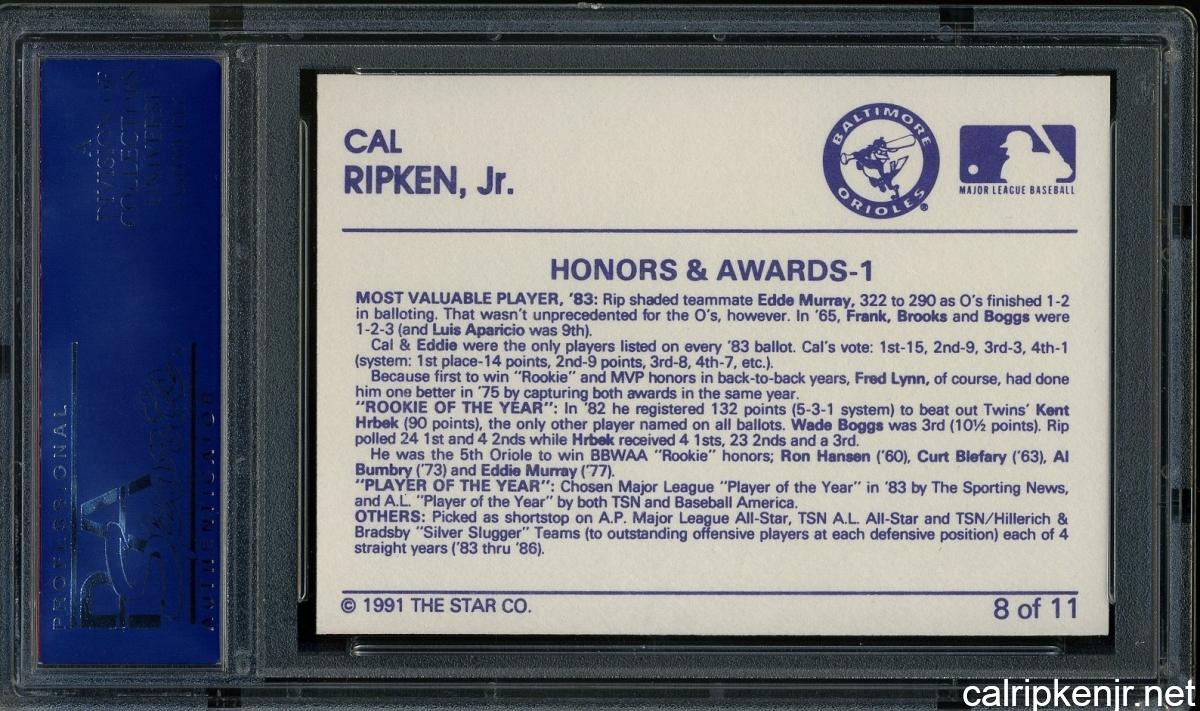 A
DIVISION OF
COLLECTORS
UNIVERSE
PROFESSIONAL
PSA
AUTHENTICATOR
CAL
RIPKEN, Jr.
BALTIMORE
ORIOLES
®
MAJOR LEAGUE BASEBALL
HONORS & AWARDS-1
MOST VALUABLE PLAYER, '83: Rip shaded teammate Edde Murray, 322 to 290 as O's finished 1-2
in balloting. That wasn't unprecedented for the O's, however. In '65, Frank, Brooks and Boggs were
1-2-3 (and Luis Aparicio was 9th).
Cal & Eddie were the only players listed on every '83 ballot. Cal's vote: 1st-15, 2nd-9, 3rd-3, 4th-1
(system: 1st place-14 points, 2nd-9 points, 3rd-8, 4th-7, etc.).
Because first to win "Rookie" and MVP honors in back-to-back years, Fred Lynn, of course, had done
him one better in '75 by capturing both awards in the same year.
"ROOKIE OF THE YEAR": In '82 he registered 132 points (5-3-1 system) to beat out Twins' Kent
Hrbek (90 points), the only other player named on all ballots. Wade Boggs was 3rd (10½ points). Rip
polled 24 1st and 4 2nds while Hrbek received 4 1sts, 23 2nds and a 3rd.
He was the 5th Oriole to win BBWAA "Rookie" honors; Ron Hansen ('60), Curt Blefary ('63), Al
Bumbry ('73) and Eddie Murray ('77).
"PLAYER OF THE YEAR": Chosen Major League "Player of the Year" in '83 by The Sporting News,
and A.L. "Player of the Year" by both TSN and Baseball America.
OTHERS: Picked as shortstop on A.P. Major League All-Star, TSN A.L. All-Star and TSN/Hillerich &
Bradsby "Silver Slugger" Teams (to outstanding offensive players at each defensive position) each of 4
straight years ('83 thru '86).
© 1991 THE STAR CO.
8 of 11
calripkenjr.net